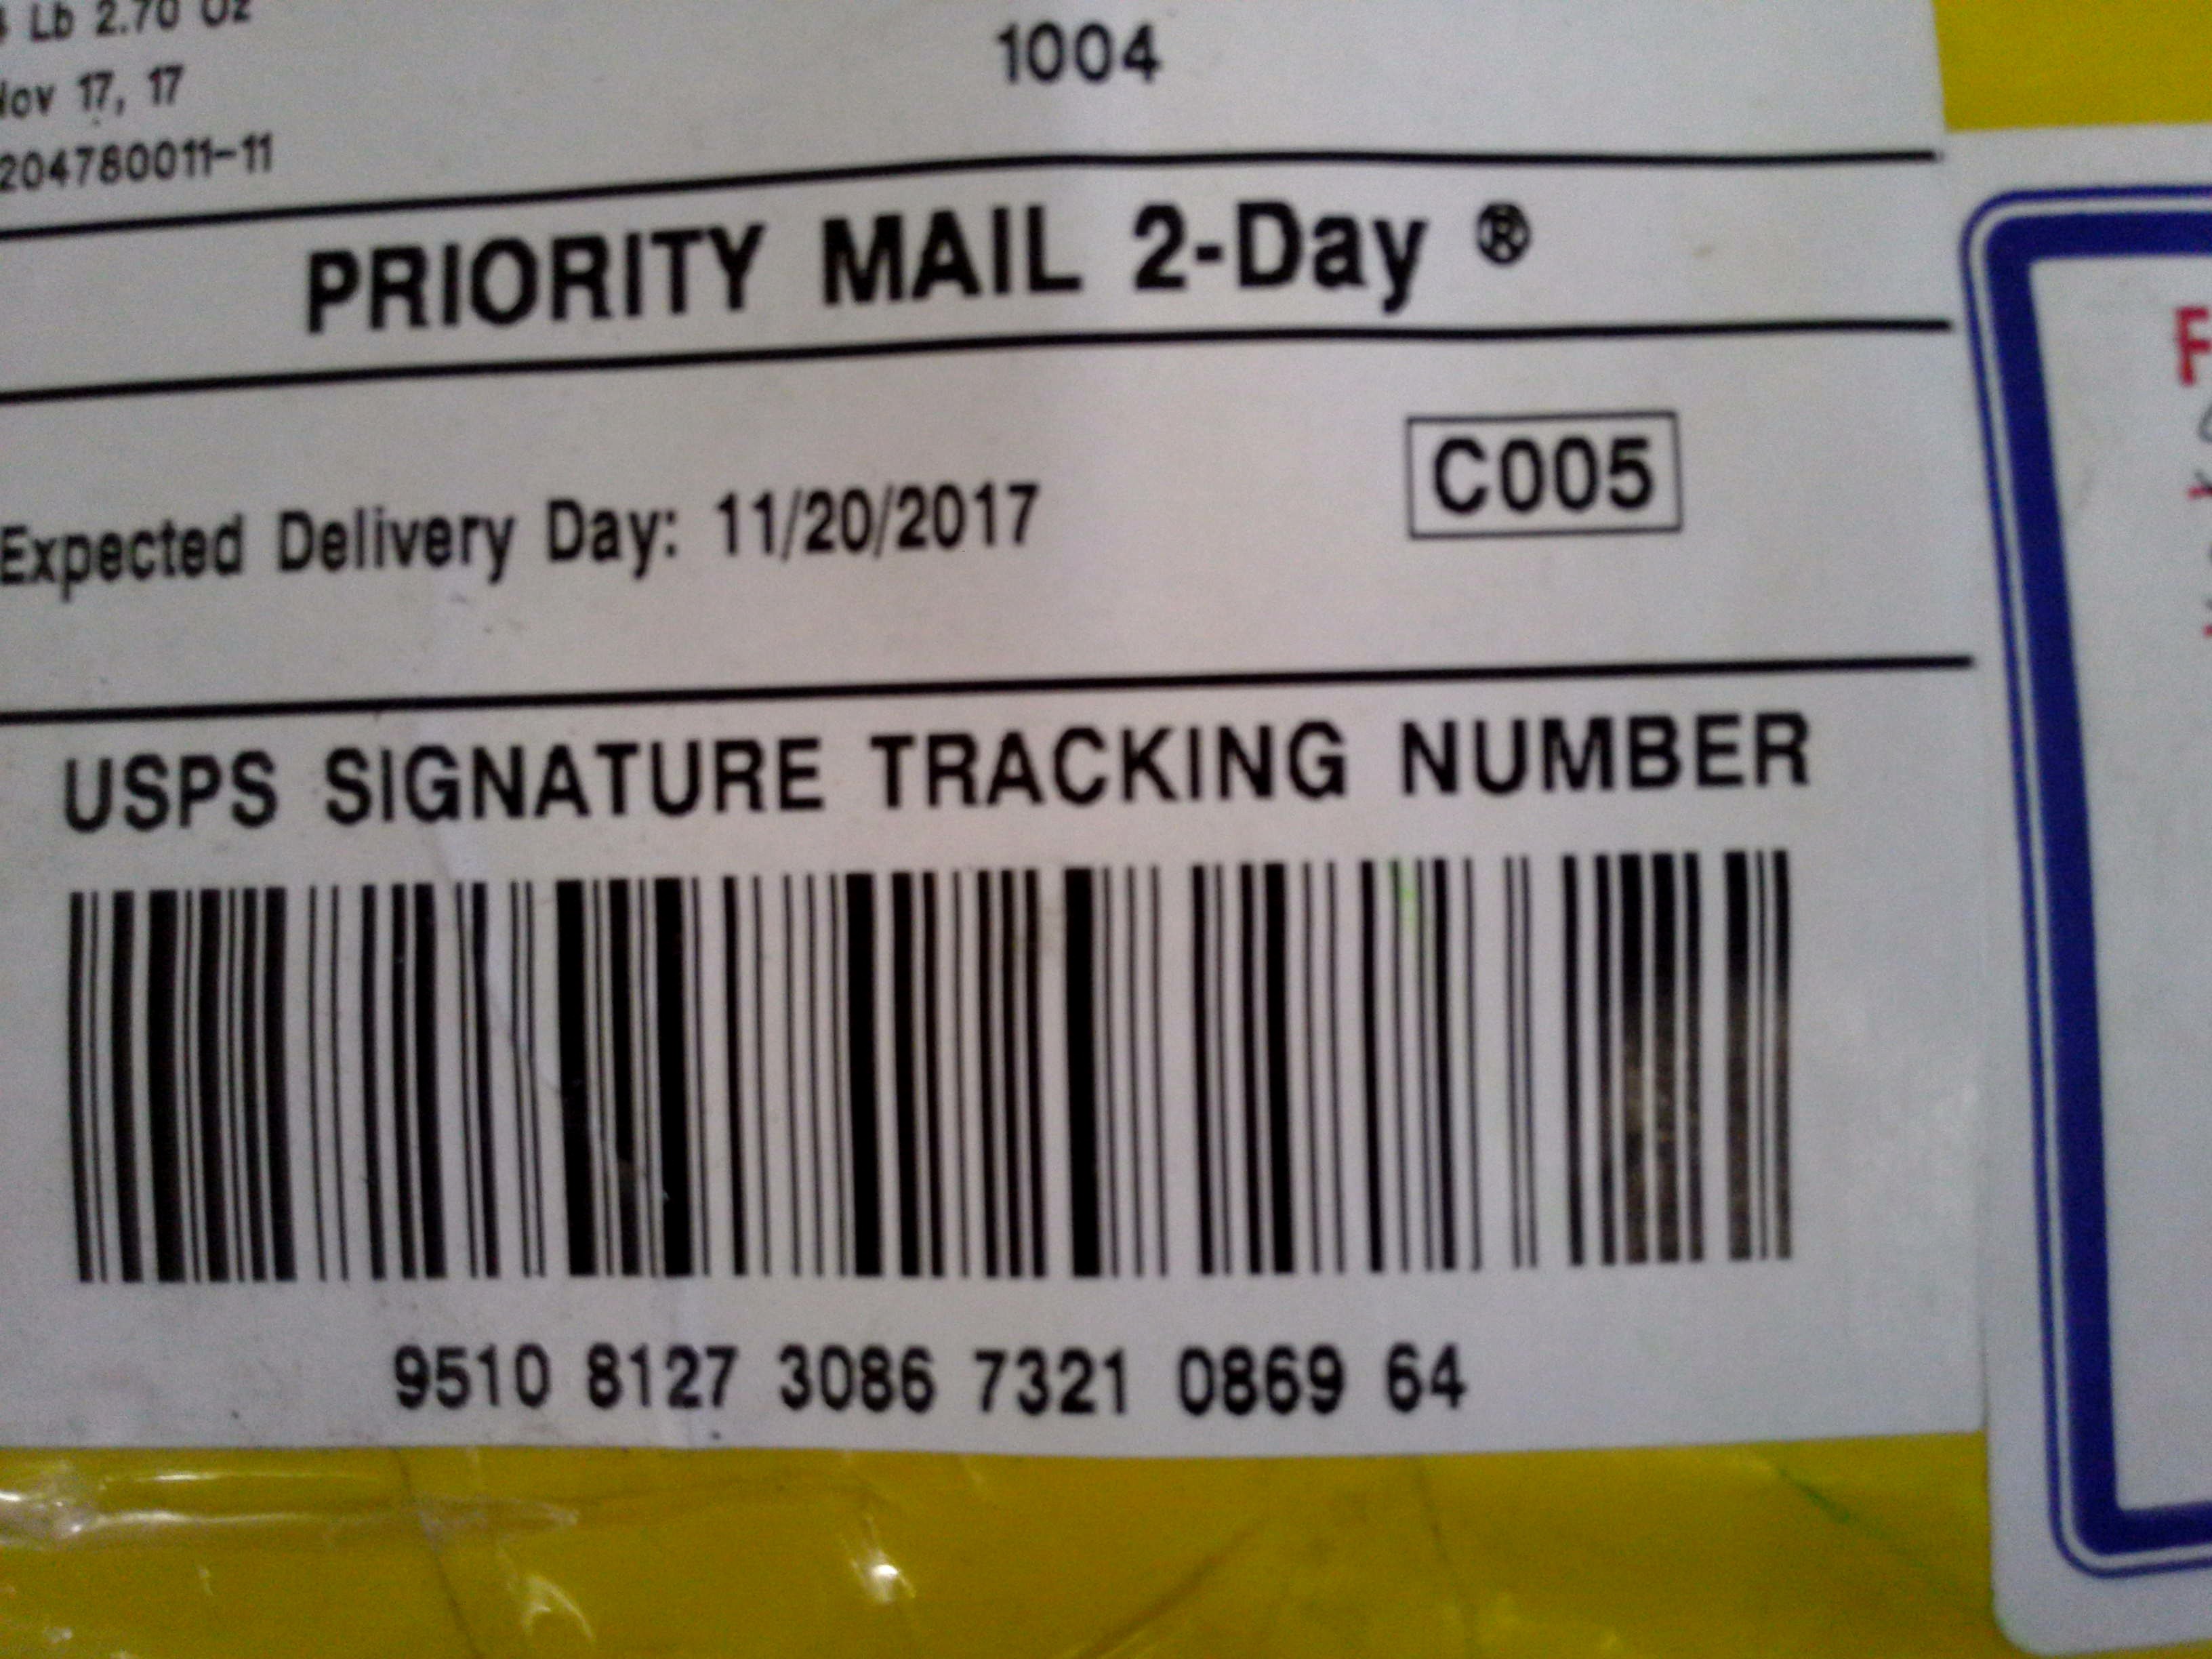 Lb 2.70 Oz
Nov 17, 17
204780011-11
1004
PRIORITY MAIL 2-Day ®
C005
Expected Delivery Day: 11/20/2017
USPS SIGNATURE TRACKING NUMBER
9510 8127 3086 7321 0869 64